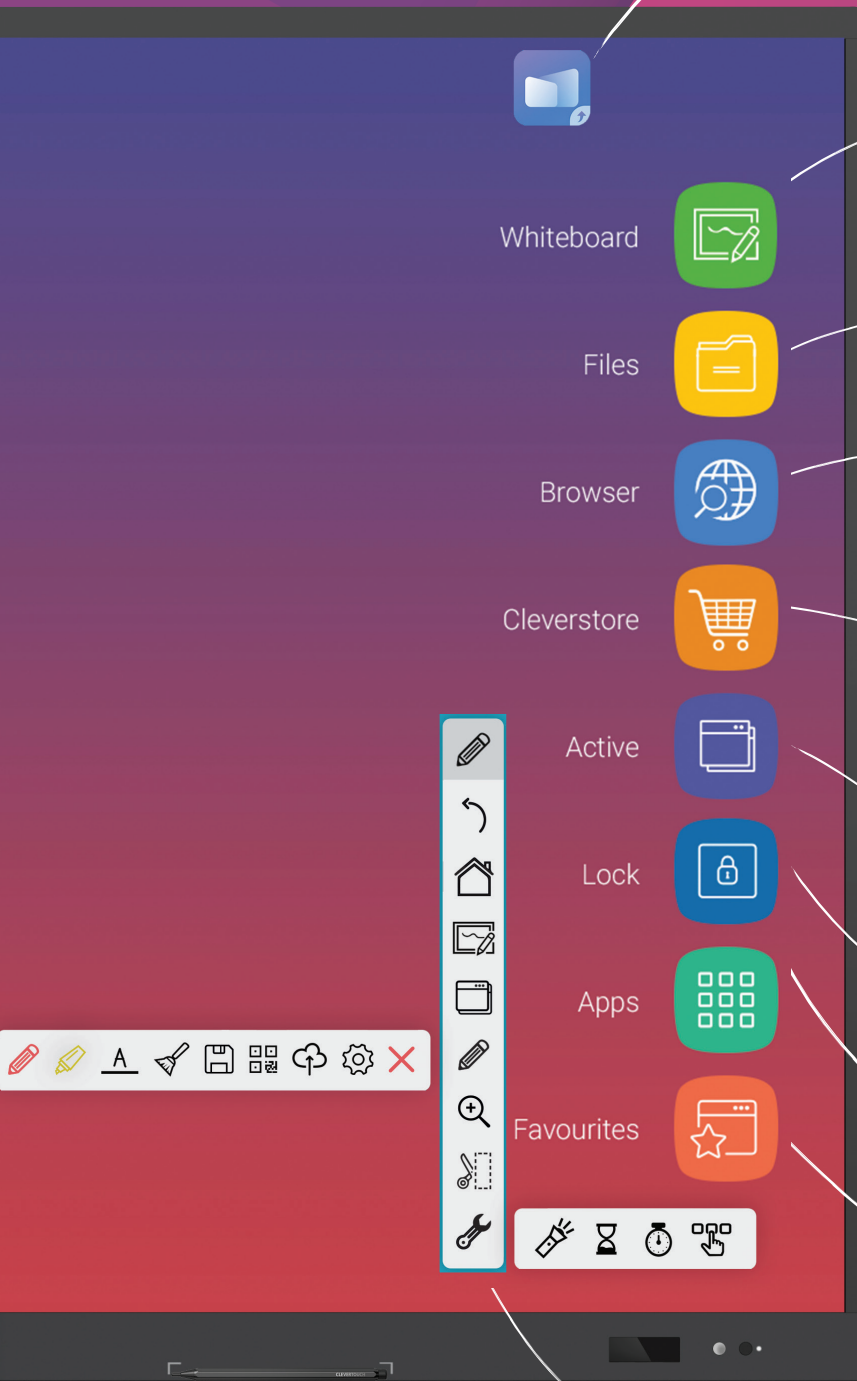 Whiteboard
Files
Browser
Cleverstore
Active
Lock
Apps
A
Favourites